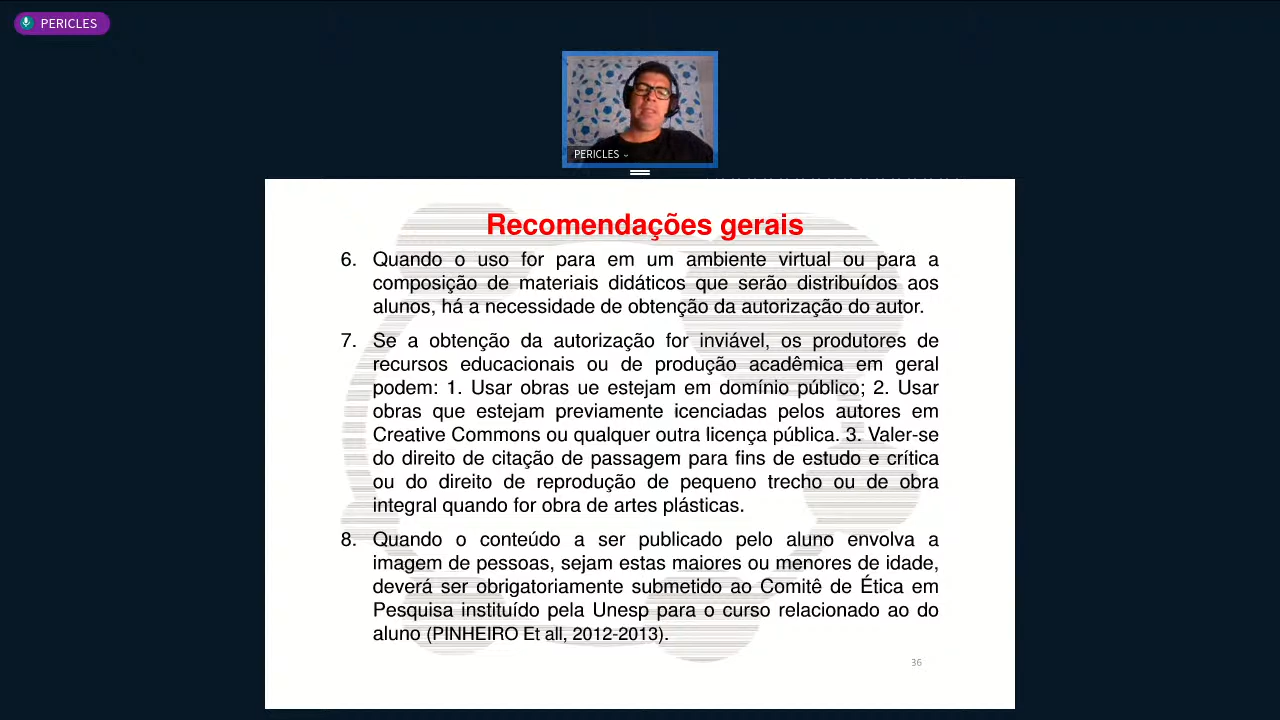 PERICLES
PERICLES
Recomendações gerais
6. Quando o uso for para em um ambiente virtual ou para a
composição de materiais didáticos que serão distribuídos aos
alunos, há a necessidade de obtenção da autorização do autor.
7. Se a obtenção da autorização for inviável, os produtores de
recursos educacionais ou de produção acadêmica em geral
podem: 1. Usar obras ue estejam em domínio público; 2. Usar
obras que estejam previamente icenciadas pelos autores em
Creative Commons ou qualquer outra licença pública. 3. Valer-se
do direito de citação de passagem para fins de estudo e crítica
ou do direito de reprodução de pequeno trecho ou de obra
integral quando for obra de artes plásticas.
8. Quando o conteúdo a ser publicado pelo aluno envolva a
imagem de pessoas, sejam estas maiores ou menores de idade,
deverá ser obrigatoriamente submetido ao Comitê de Ética em
Pesquisa instituído pela Unesp para o curso relacionado ao do
aluno (PINHEIRO Et all, 2012-2013).
36